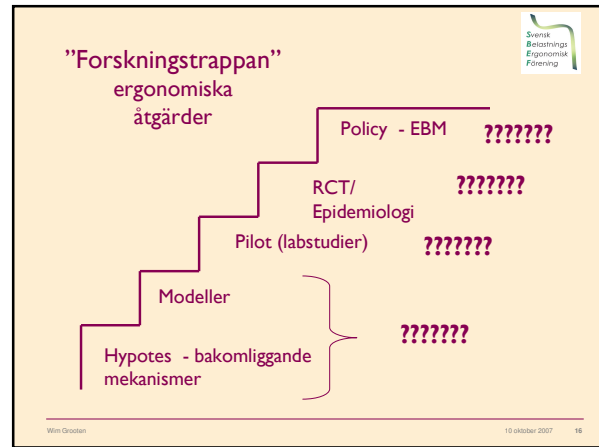 ”Forskningstrappan”
ergonomiska
åtgärder
Svensk
Belastnings
Ergonomisk
Förening
Policy - EBM
???????
RCT/
Epidemiologi
???????
Pilot (labstudier)
???????
Modeller
Hypotes - bakomliggande
mekanismer
???????
Wim Grooten
10 oktober 2007
16